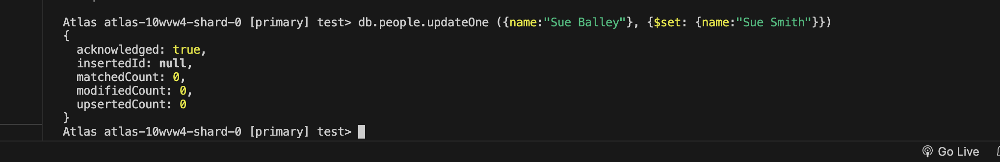 Atlas atlas-10wvw4-shard-0 [primary] test> db.people.updateOne ({name:"Sue Balley"}, {$set: {name:"Sue Smith"}})
{
  acknowledged: true,
  insertedId: null,
  matchedCount: 0,
  modifiedCount: 0,
  upsertedCount: 0
}
Atlas atlas-10wvw4-shard-0 [primary] test>
Go Live